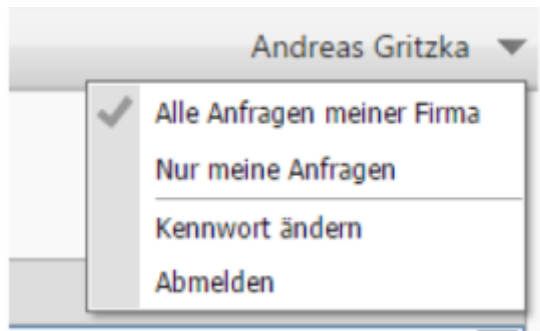 Andreas Gritzka
Alle Anfragen meiner Firma
Nur meine Anfragen
Kennwort ändern
Abmelden